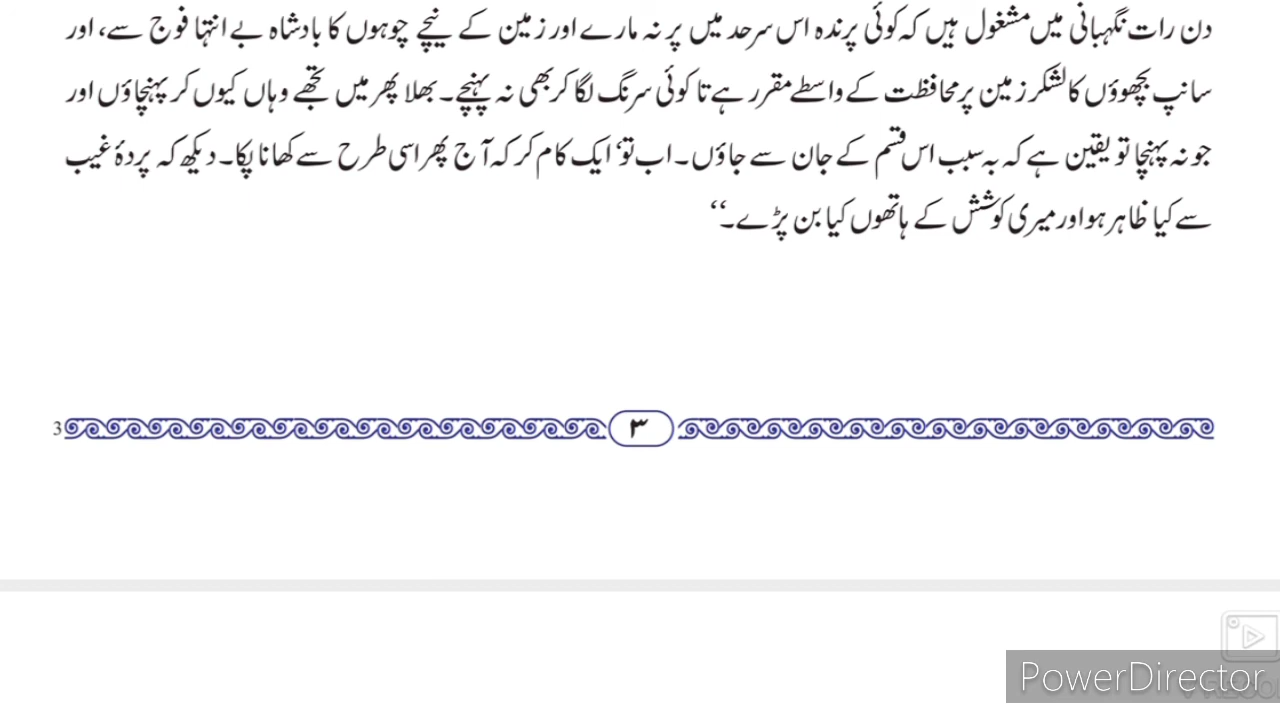 دن رات نگہبانی میں مشغول ہیں کہ کوئی پرندہ اس سرحد میں پر نہ مارے اور زمین کے نیچے چوہوں کا بادشاہ بے انتہا فوج سے، اور
سانپ بچھوؤں کا لشکر زمین پر محافظت کے واسطے مقرر ہے تا کوئی سرنگ لگا کر بھی نہ پہنچے۔ بھلا پھر میں تجھے وہاں کیوں کر پہنچاؤں اور
جو نہ پہنچا تو یقین ہے کہ بہ سبب اس قسم کے جان سے جاؤں۔ اب تو‘ ایک کام کر کہ آج پھر اسی طرح سے کھانا پکا۔ دیکھ کہ پردۂ غیب
سے کیا ظاہر ہو اور میری کوشش کے ہاتھوں کیا بن پڑے۔‘‘
3 ۳
PowerDirector